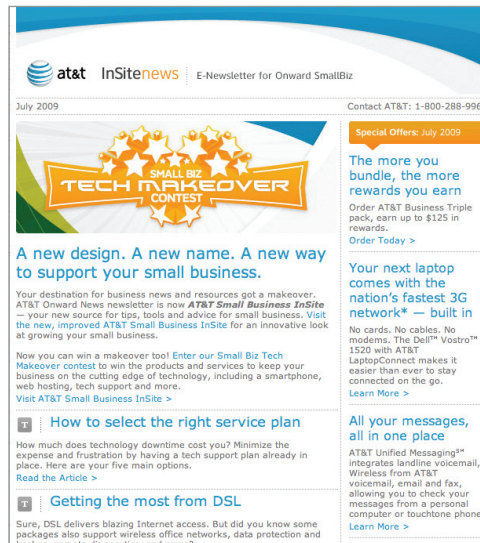 at&t InSitenews E-Newsletter for Onward SmallBiz
July 2009
Contact AT&T: 1-800-288-996
SMALL BIZ
TECH MAKEOVER
CONTEST
A new design. A new name. A new way
to support your small business.
Your destination for business news and resources got a makeover.
AT&T Onward News newsletter is now AT&T Small Business InSite
— your new source for tips, tools and advice for small business. Visit
the new, improved AT&T Small Business InSite for an innovative look
at growing your small business.
Now you can win a makeover too! Enter our Small Biz Tech
Makeover contest to win the products and services to keep your
business on the cutting edge of technology, including a smartphone,
web hosting, tech support and more.
Visit AT&T Small Business InSite >
T How to select the right service plan
How much does technology downtime cost you? Minimize the
expense and frustration by having a tech support plan already in
place. Here are your five main options.
Read the Article >
T Getting the most from DSL
Sure, DSL delivers blazing Internet access. But did you know some
packages also support wireless office networks, data protection and
Special Offers: July 2009
The more you
bundle, the more
rewards you earn
Order AT&T Business Triple
pack, earn up to $125 in
rewards.
Order Today >
Your next laptop
comes with the
nation's fastest 3G
network* — built in
No cards. No cables. No
modems. The Dell™ Vostro™
1520 with AT&T
LaptopConnect makes it
easier than ever to stay
connected on the go.
Learn More >
All your messages,
all in one place
AT&T Unified Messaging℠
integrates landline voicemail,
Wireless from AT&T
voicemail, email and fax,
allowing you to check your
messages from a personal
computer or touchtone phone
Learn More >